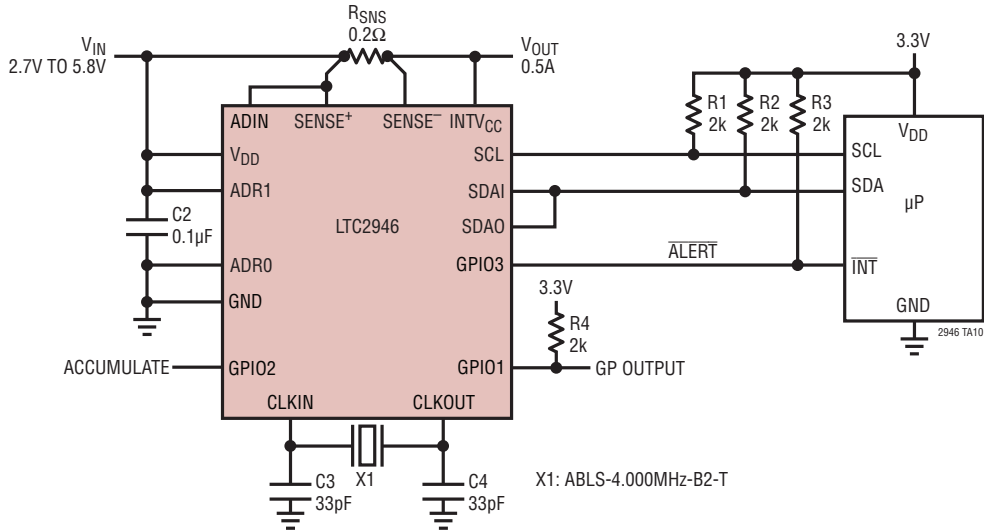 RSNS
0.2Ω
VIN
2.7V TO 5.8V
VOUT
0.5A
3.3V
R1
2k
R2
2k
R3
2k
ADIN SENSE+ SENSE– INTVCC
VDD
ADR1
C2
0.1µF
ADR0
GND
LTC2946
SCL
SDAI
SDAO
GPIO3
ALERT
VDD
SCL
SDA
µP
INT
GND
2946 TA10
3.3V
R4
2k
ACCUMULATE
GPIO2
GPIO1
GP OUTPUT
CLKIN CLKOUT
X1
C3
33pF
C4
33pF
X1: ABLS-4.000MHz-B2-T